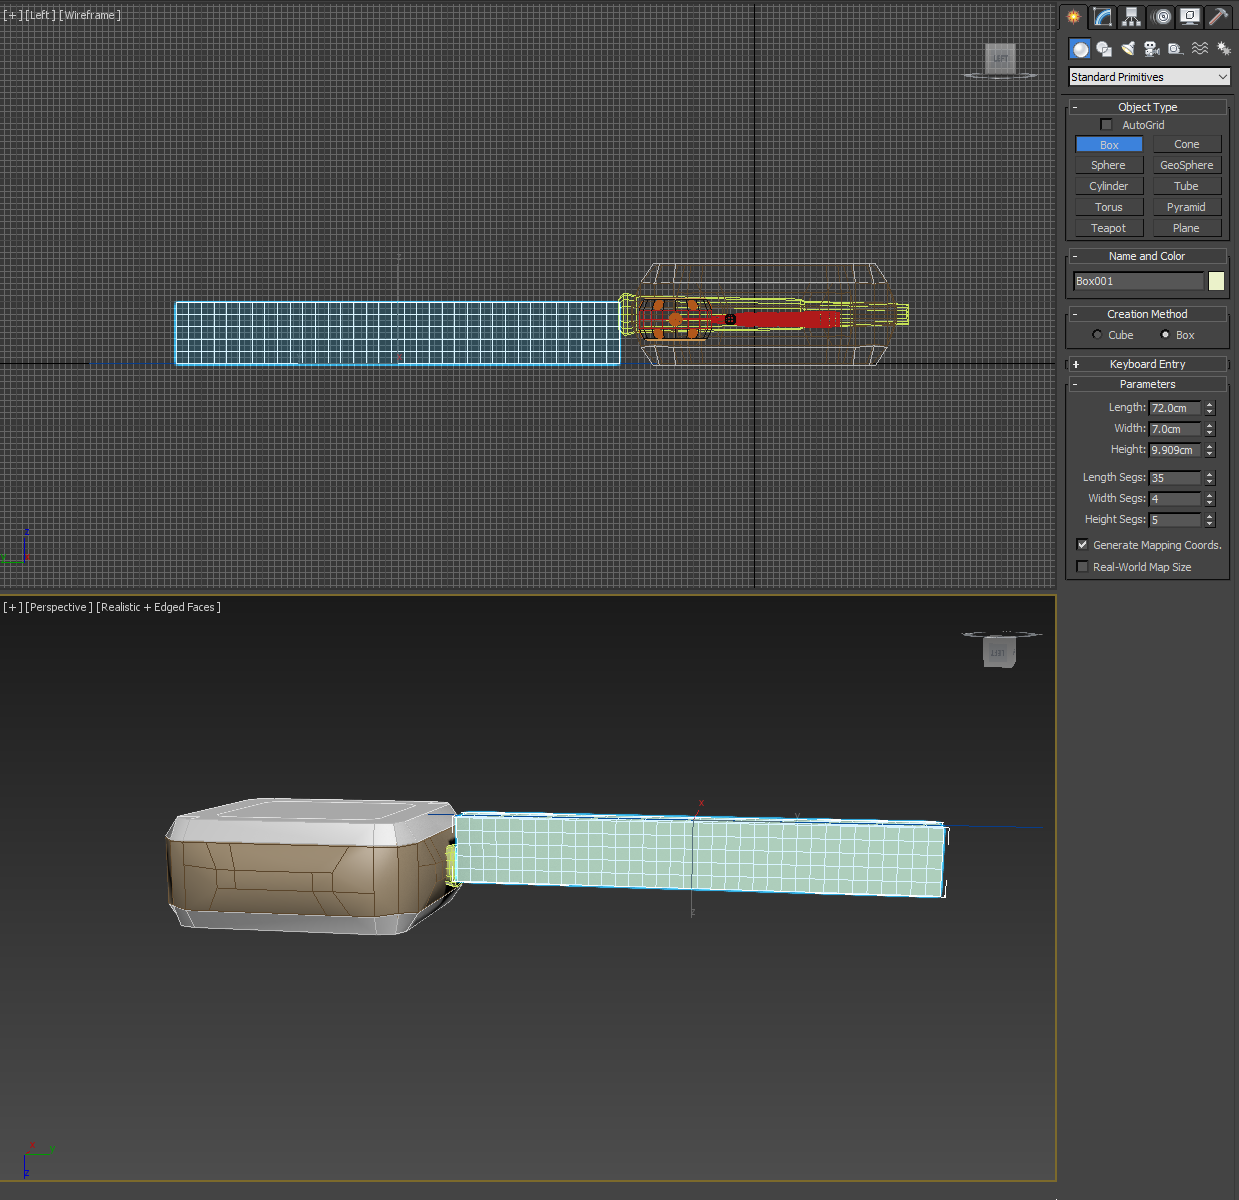 [+] [Left ] [Wireframe ]
LEFT
z
z
[+] [Perspective ] [Realistic + Edged Faces ]
LEFT
x
y
z
x
y
z
Standard Primitives
- Object Type
AutoGrid
Box Cone
Sphere GeoSphere
Cylinder Tube
Torus Pyramid
Teapot Plane
- Name and Color
Box001
- Creation Method
Cube Box
+ Keyboard Entry
- Parameters
Length: 72.0cm
Width: 7.0cm
Height: 9.909cm
Length Segs: 35
Width Segs: 4
Height Segs: 5
Generate Mapping Coords.
Real-World Map Size